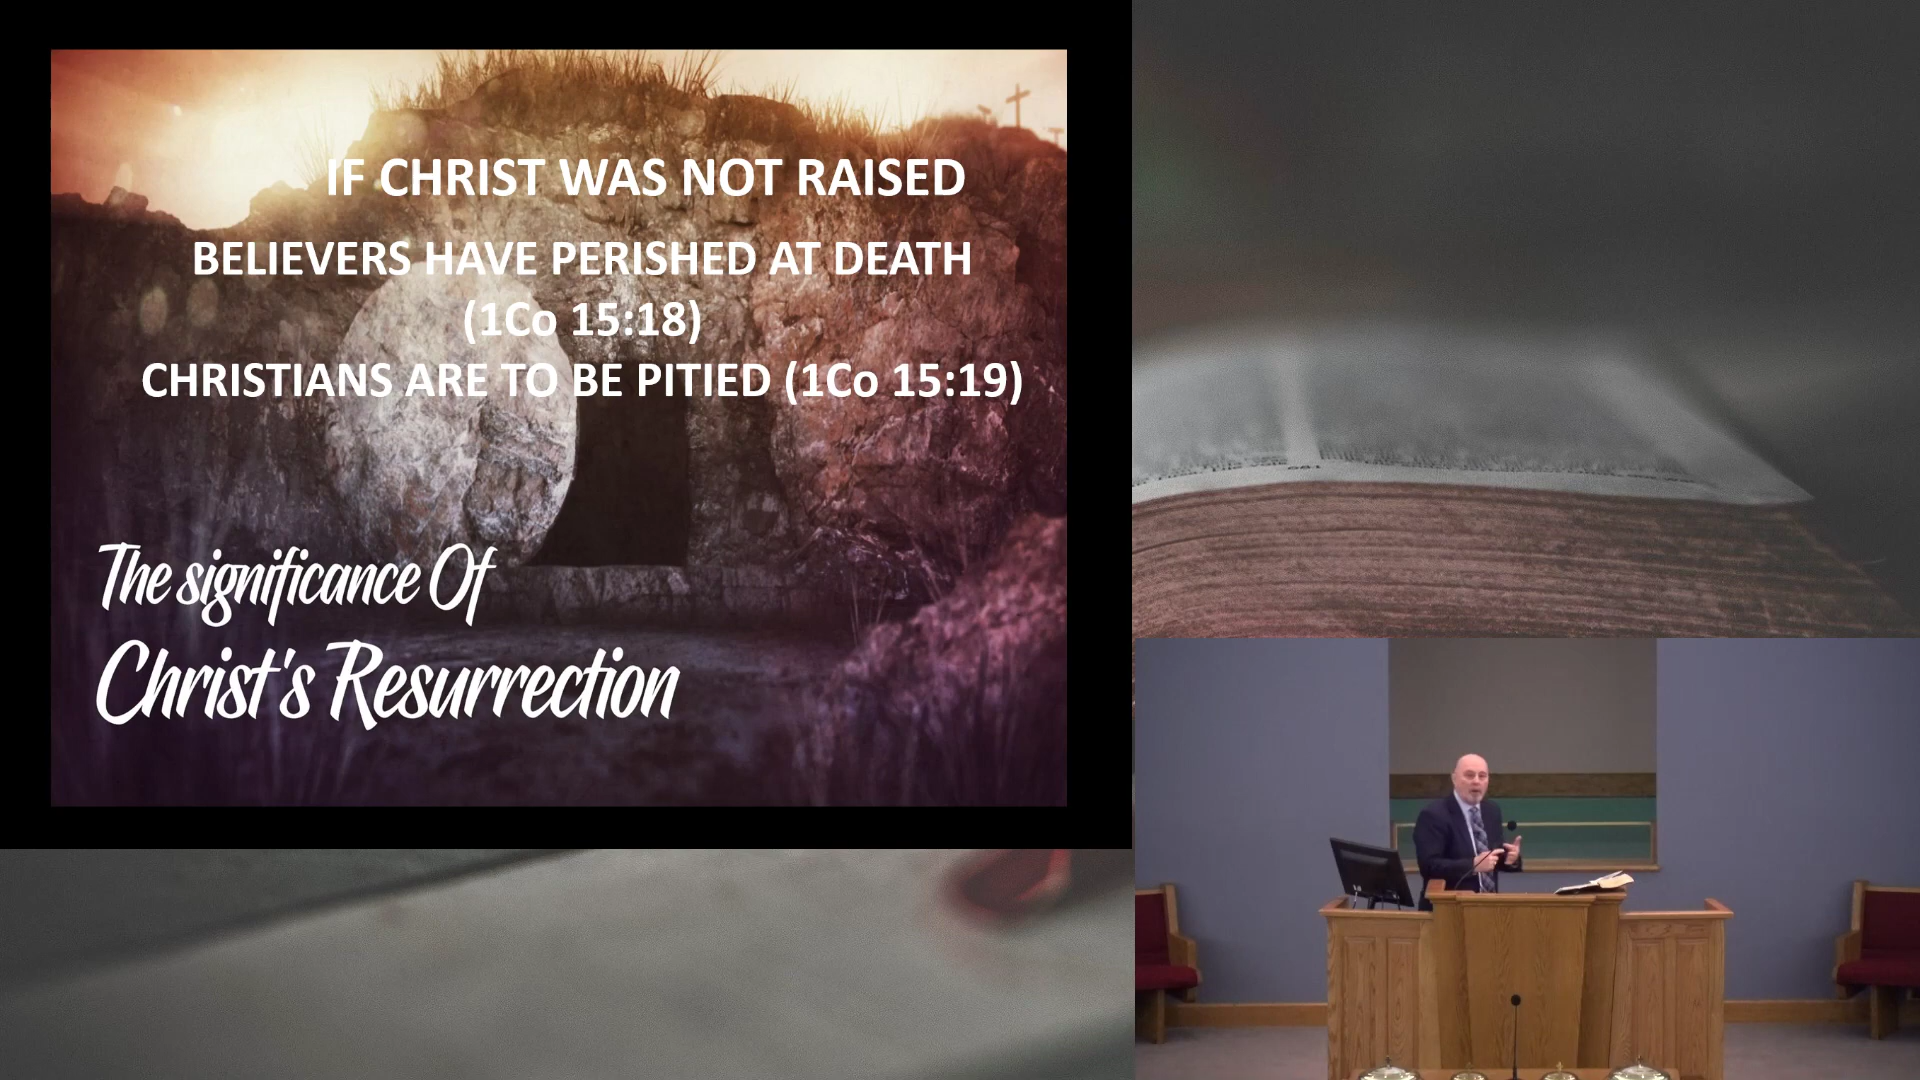 IF CHRIST WAS NOT RAISED
BELIEVERS HAVE PERISHED AT DEATH
(1Co 15:18)
CHRISTIANS ARE TO BE PITIED (1Co 15:19)
The significance Of
Christ's Resurrection